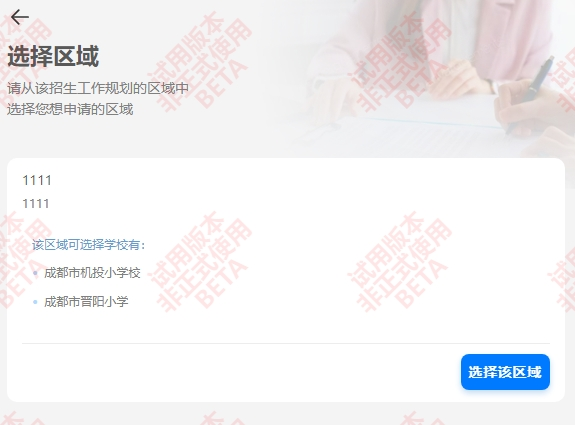 选择区域
请从该招生工作规划的区域中
选择您想申请的区域
1111
1111
该区域可选择学校有：
成都市机投小学校
成都市晋阳小学
选择该区域
试用版本
非正式使用
BETA